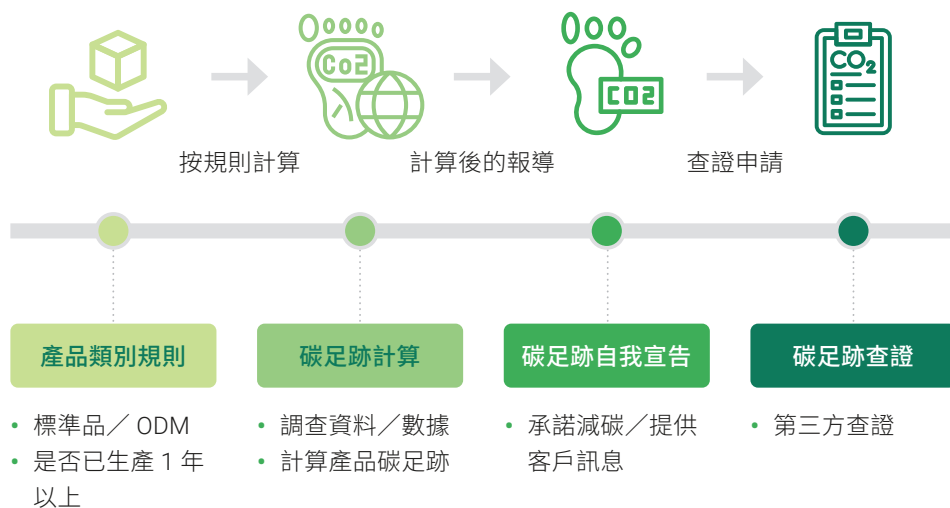 Co2
CO2
CO₂
按規則計算
計算後的報導
查證申請
產品類別規則
碳足跡計算
碳足跡自我宣告
碳足跡查證
• 標準品／ ODM
• 是否已生產 1 年
以上
• 調查資料／數據
• 計算產品碳足跡
• 承諾減碳／提供
客戶訊息
• 第三方查證